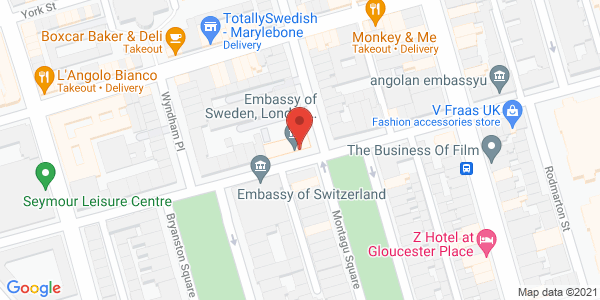 York St
Boxcar Baker & Deli
Takeout
TotallySwedish
- Marylebone
Delivery
Monkey & Me
Takeout • Delivery
L'Angolo Bianco
Takeout • Delivery
angolan embassyu
Wyndham Pl
Embassy of
Sweden, Lond
V Fraas UK
Fashion accessories store
The Business Of Film
Seymour Leisure Centre
Embassy of Switzerland
Rodmarton St
Bryanston Square
Montagu Square
Z Hotel at
Gloucester Place
Google
Map data ©2021